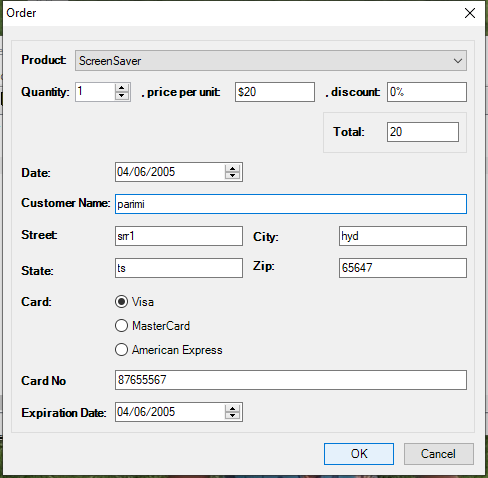 Order
Product: ScreenSaver
Quantity: 1 , price per unit: $20 , discount: 0%
Total: 20
Date: 04/06/2005
Customer Name: parimi
Street: srr1 City: hyd
State: ts Zip: 65647
Card: Visa
MasterCard
American Express
Card No 87655567
Expiration Date: 04/06/2005
OK Cancel